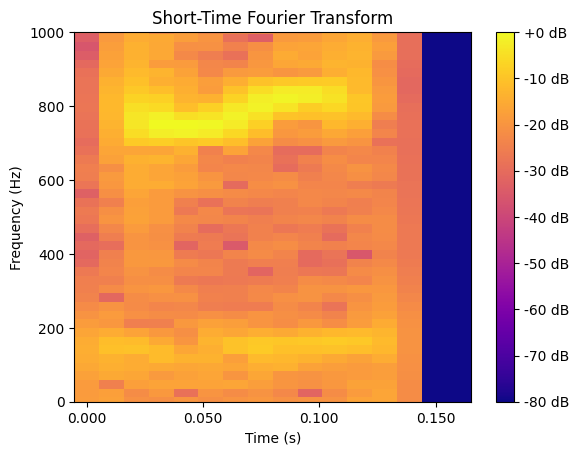 Short-Time Fourier Transform
1000
800
600
400
200
0
Frequency (Hz)
0.000
0.050
0.100
0.150
Time (s)
+0 dB
-10 dB
-20 dB
-30 dB
-40 dB
-50 dB
-60 dB
-70 dB
-80 dB